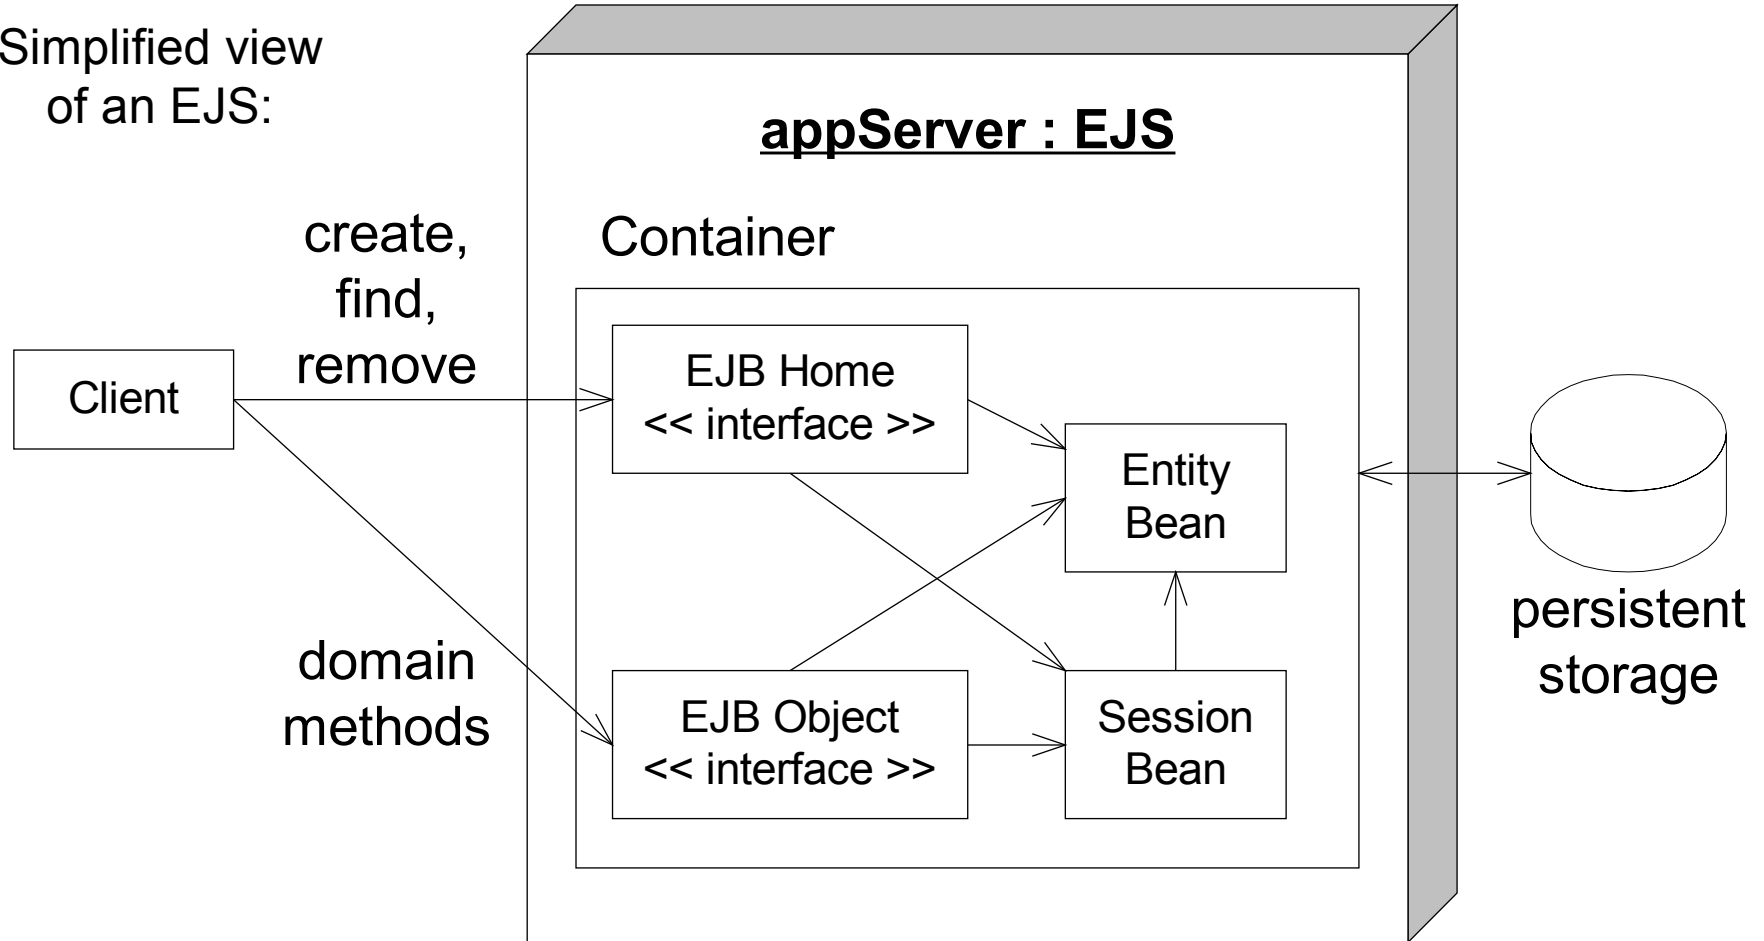 Simplified view
of an EJS:
appServer : EJS
create,
find,
remove
Container
Client
EJB Home
<< interface >>
Entity
Bean
persistent
storage
domain
methods
EJB Object
<< interface >>
Session
Bean